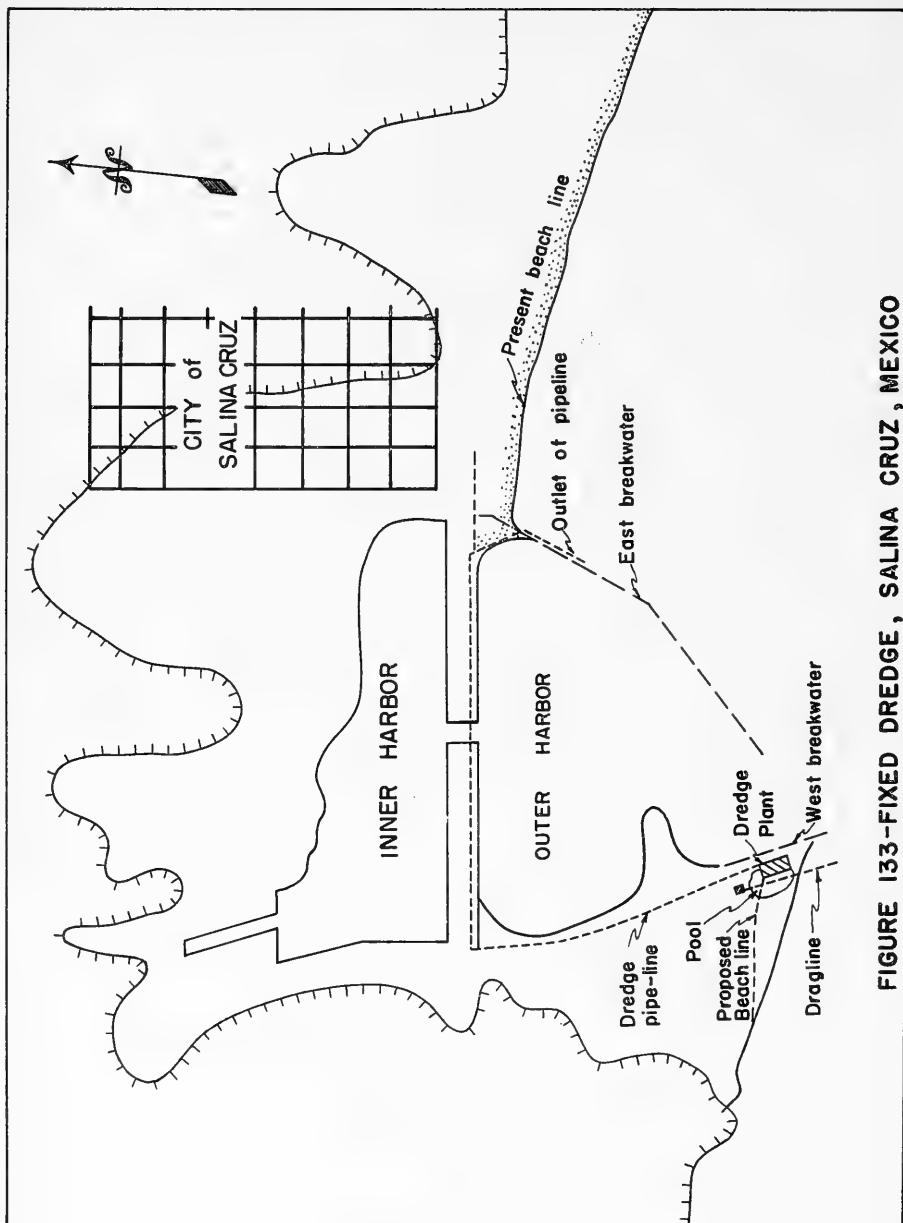 CITY of
SALINA CRUZ
INNER HARBOR
OUTER HARBOR
Present beach line
Outlet of pipeline
East breakwater
Dredge
pipe-line
Pool
Proposed
Beach line
Dragline
Dredge
Plant
West breakwater
FIGURE 133-FIXED DREDGE, SALINA CRUZ, MEXICO